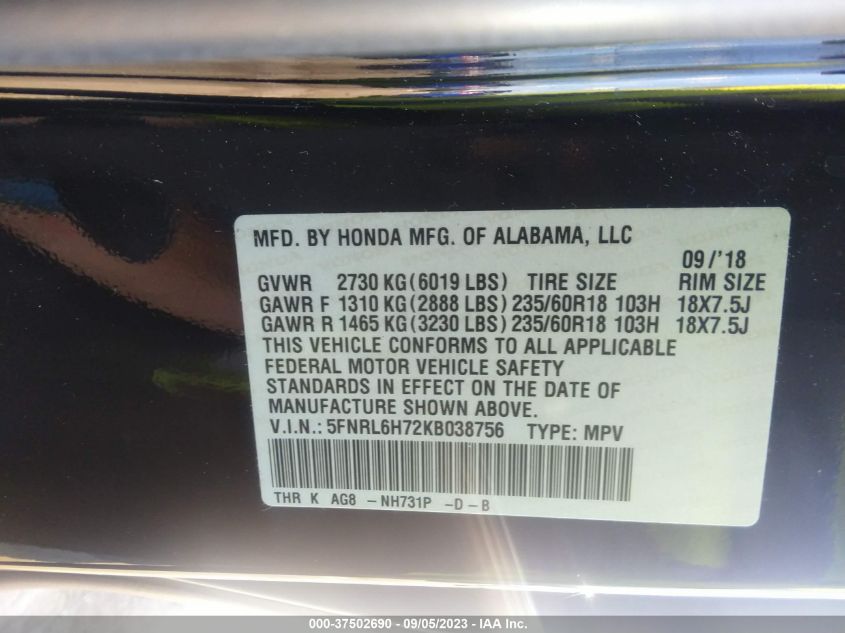 MFD. BY HONDA MFG. OF ALABAMA, LLC
09/'18
GVWR 2730 KG (6019 LBS) TIRE SIZE RIM SIZE
GAWR F 1310 KG (2888 LBS) 235/60R18 103H 18X7.5J
GAWR R 1465 KG (3230 LBS) 235/60R18 103H 18X7.5J
THIS VEHICLE CONFORMS TO ALL APPLICABLE
FEDERAL MOTOR VEHICLE SAFETY
STANDARDS IN EFFECT ON THE DATE OF
MANUFACTURE SHOWN ABOVE.
V.I.N.: 5FNRL6H72KB038756 TYPE: MPV
THR K AG8 - NH731P - D - B
000-37502690 - 09/05/2023 - IAA Inc.